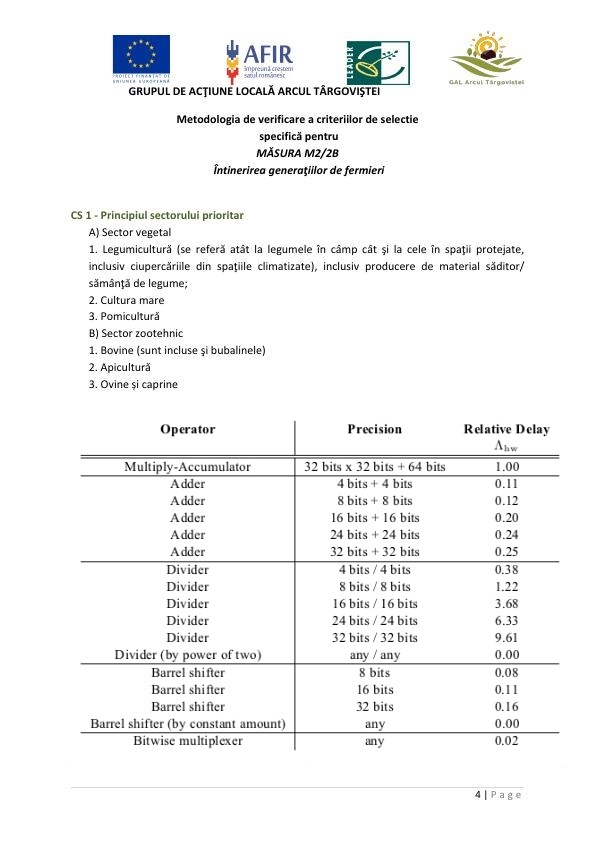 PROIECT FINANȚAT DE
UNIUNEA EUROPEANĂ
AFIR
împreună creștem
satul românesc
LEADER
GAL Arcul Târgoviștei
GRUPUL DE ACŢIUNE LOCALĂ ARCUL TÂRGOVIŞTEI
Metodologia de verificare a criteriilor de selectie
specifică pentru
MĂSURA M2/2B
Întinerirea generaţiilor de fermieri
CS 1 - Principiul sectorului prioritar
A) Sector vegetal
1. Legumicultură (se referă atât la legumele în câmp cât şi la cele în spaţii protejate,
inclusiv ciupercăriile din spaţiile climatizate), inclusiv producere de material săditor/
sămânţă de legume;
2. Cultura mare
3. Pomicultură
B) Sector zootehnic
1. Bovine (sunt incluse şi bubalinele)
2. Apicultură
3. Ovine și caprine
Operator Precision Relative Delay
Λhw
Multiply-Accumulator 32 bits x 32 bits + 64 bits 1.00
Adder 4 bits + 4 bits 0.11
Adder 8 bits + 8 bits 0.12
Adder 16 bits + 16 bits 0.20
Adder 24 bits + 24 bits 0.24
Adder 32 bits + 32 bits 0.25
Divider 4 bits / 4 bits 0.38
Divider 8 bits / 8 bits 1.22
Divider 16 bits / 16 bits 3.68
Divider 24 bits / 24 bits 6.33
Divider 32 bits / 32 bits 9.61
Divider (by power of two) any / any 0.00
Barrel shifter 8 bits 0.08
Barrel shifter 16 bits 0.11
Barrel shifter 32 bits 0.16
Barrel shifter (by constant amount) any 0.00
Bitwise multiplexer any 0.02
4 | Page